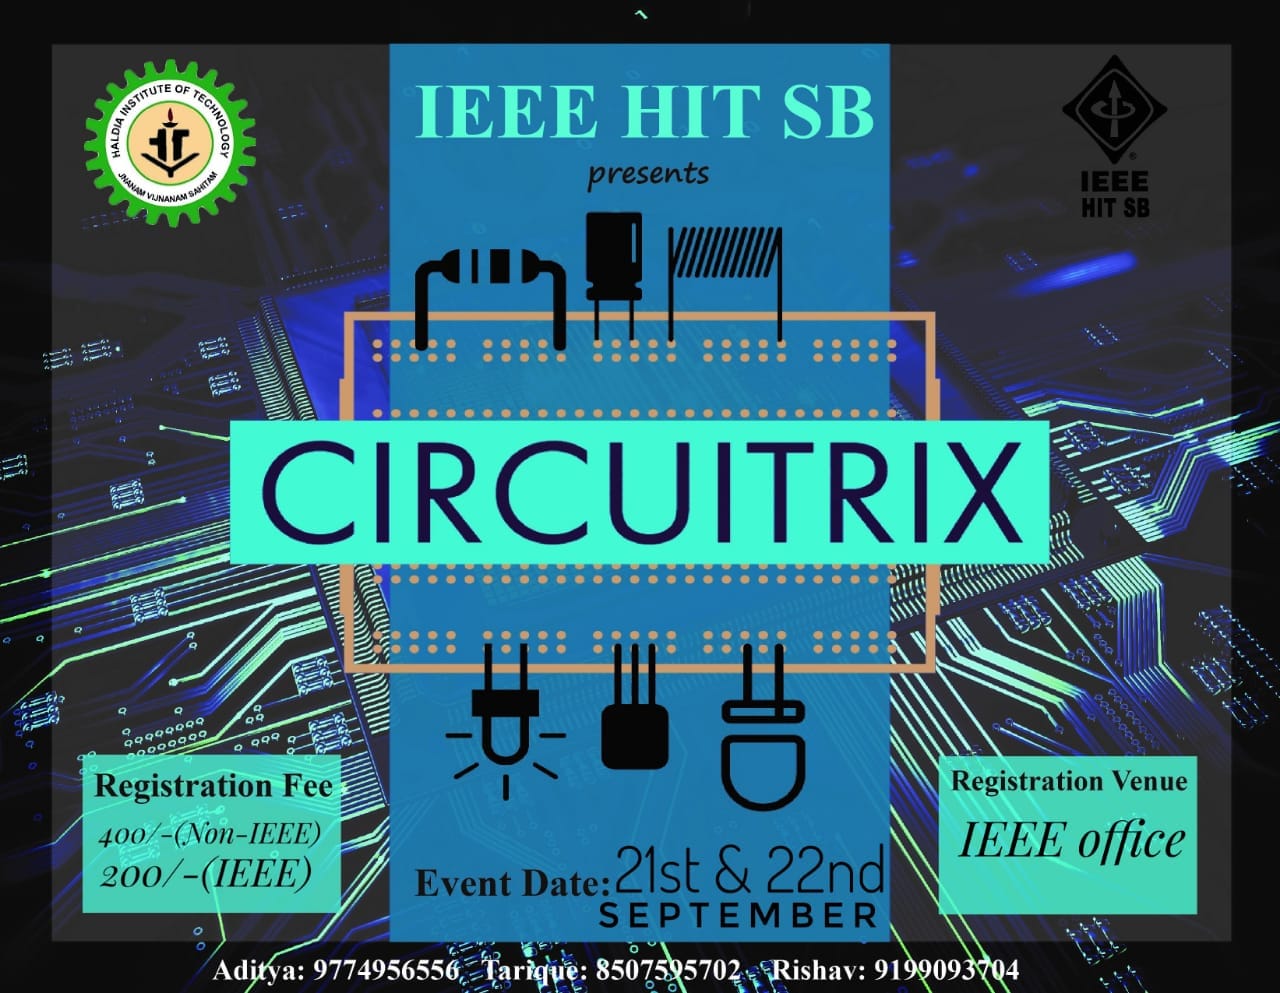 HALDIA INSTITUTE OF TECHNOLOGY
JNANAM VIJNANAM SAHITAM
IEEE HIT SB
presents
®
IEEE
HIT SB
CIRCUITRIX
Registration Fee
400/-(Non-IEEE)
200/-(IEEE)
Event Date: 21st & 22nd
SEPTEMBER
Registration Venue
IEEE office
Aditya: 9774956556 Tarique: 8507595702 Rishav: 9199093704